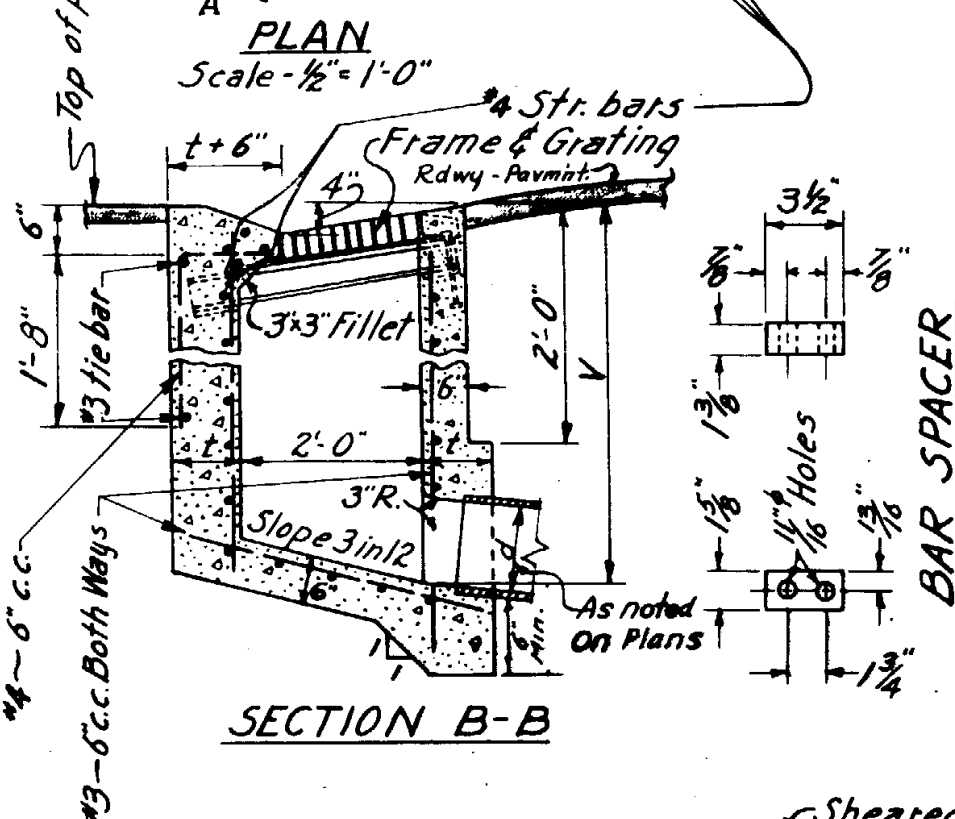 A
PLAN
Scale - ½" = 1'-0"
Top of
#4 Str. bars
Frame & Grating
Rdwy - Pavmint.
t + 6"
4"
6"
1'-8"
#3 tie bar
3"x3" Fillet
2'-0"
V
6"
t
2'-0"
t
3"R.
Slope 3 in 12
6"
d
6" Min.
1
1
As noted
On Plans
#4 - 6" c.c.
#3 - 6" c.c. Both Ways
SECTION B-B
3½"
⅞"
⅞"
1⅜"
11/16"φ Holes
1⅝"
13/16"
1¾"
BAR SPACER
Sheared